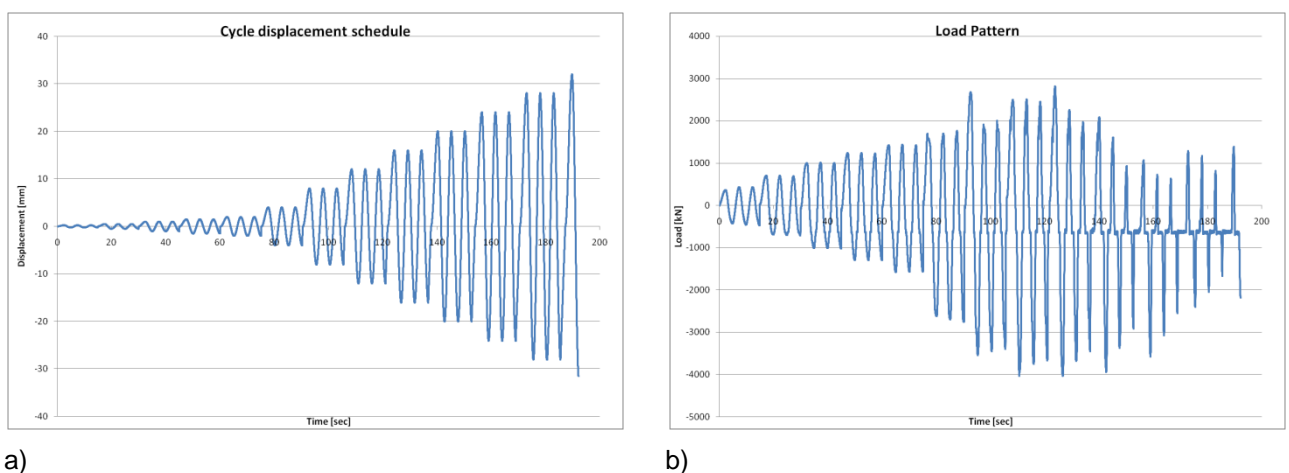 Cycle displacement schedule
40
30
20
10
0
-10
-20
-30
-40
0 20 40 60 80 100 120 140 160 180 200
Displacement [mm]
Time [sec]
a)
Load Pattern
4000
3000
2000
1000
0
-1000
-2000
-3000
-4000
-5000
0 20 40 60 80 100 120 140 160 180 200
Load [kN]
Time [sec]
b)